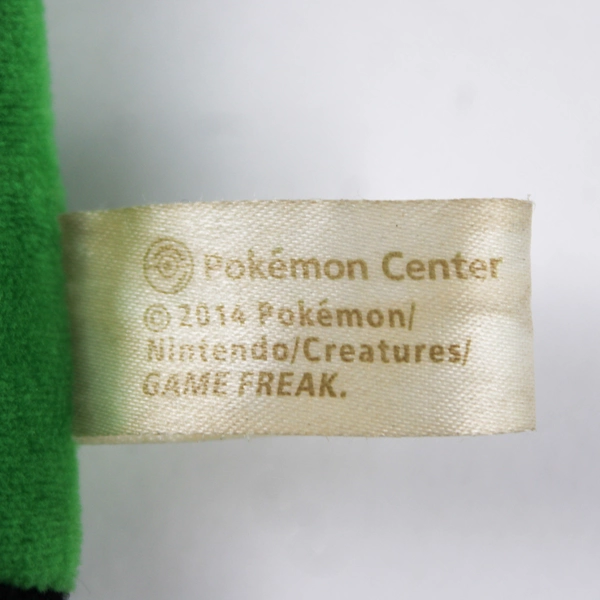 Pokémon Center
© 2014 Pokémon/
Nintendo/Creatures/
GAME FREAK.